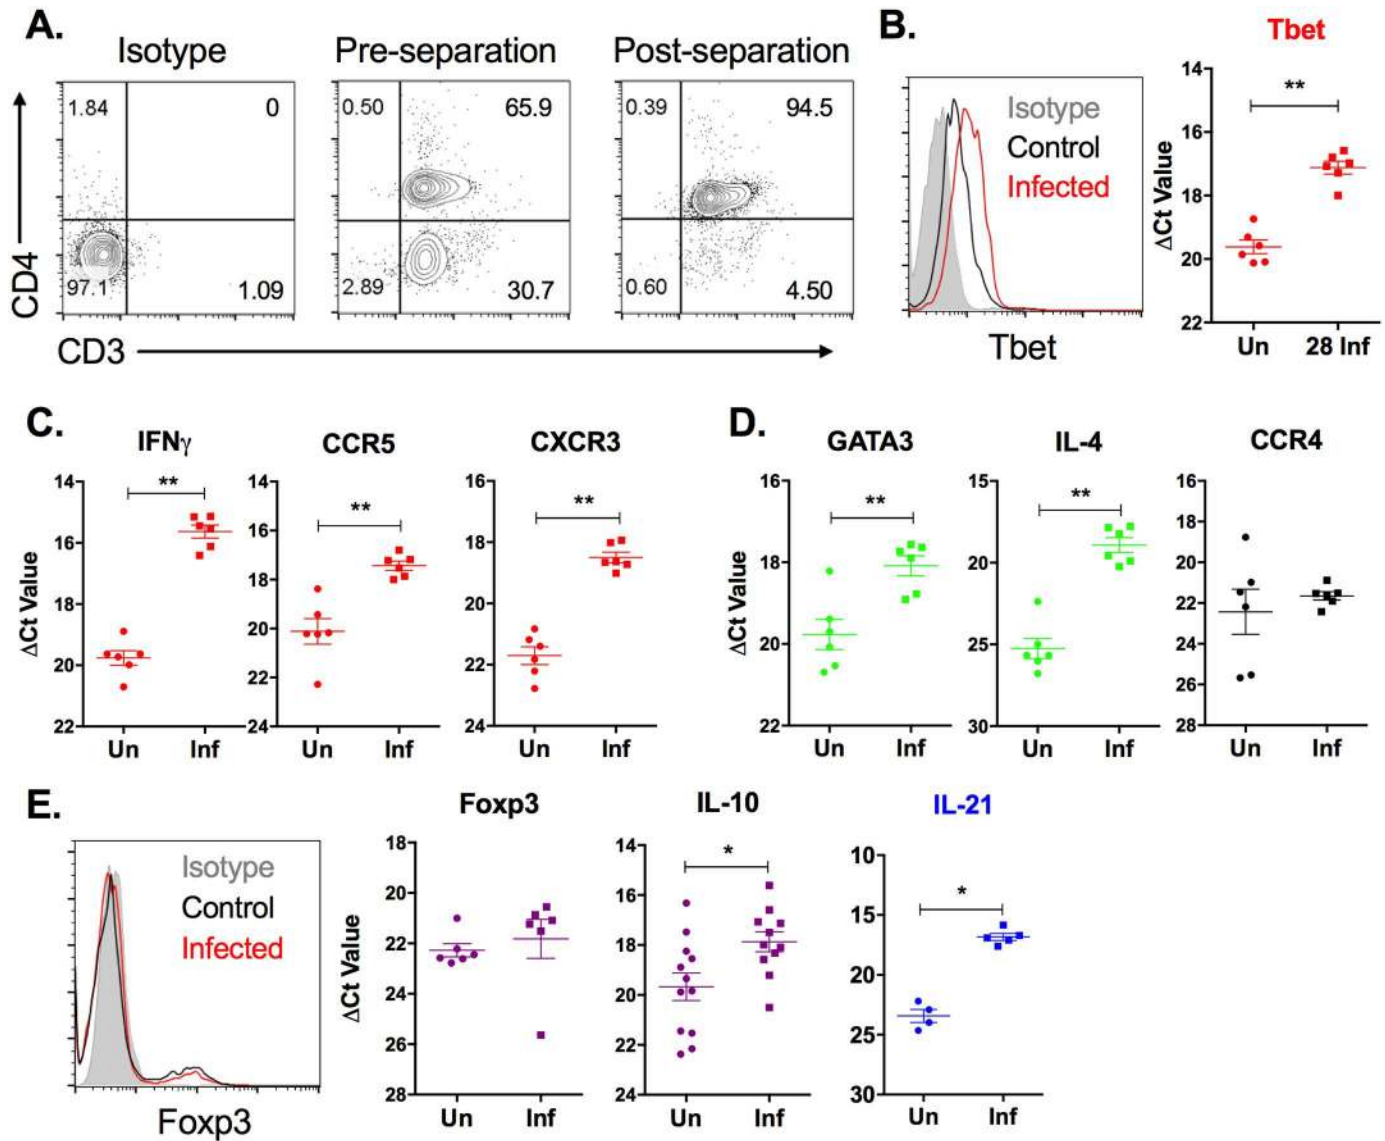 A.
Isotype
Pre-separation
Post-separation
1.84
0
97.1
1.09
0.50
65.9
2.89
30.7
0.39
94.5
0.60
4.50
CD4
CD3
B.
Isotype
Control
Infected
Tbet
Tbet
**
ΔCt Value
14
16
18
20
22
Un
28 Inf
C.
IFNγ
**
ΔCt Value
14
16
18
20
22
Un
Inf
CCR5
**
14
16
18
20
22
24
Un
Inf
CXCR3
**
16
18
20
22
24
Un
Inf
D.
GATA3
**
16
18
20
22
Un
Inf
IL-4
**
15
20
25
30
Un
Inf
CCR4
16
18
20
22
24
26
28
Un
Inf
E.
Isotype
Control
Infected
Foxp3
Foxp3
ΔCt Value
18
20
22
24
26
28
Un
Inf
IL-10
*
14
16
18
20
22
24
Un
Inf
IL-21
*
10
15
20
25
30
Un
Inf